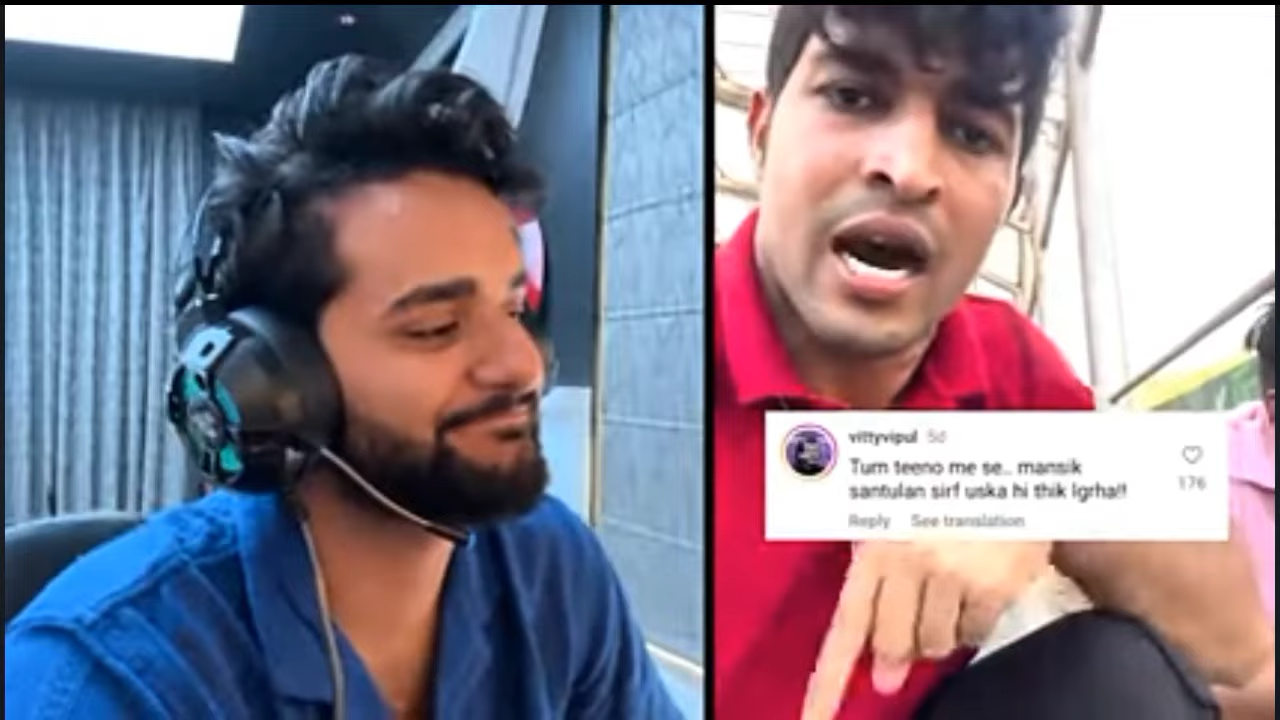 vittyvipul 5d
Tum teeno me se.. mansik
santulan sirf uska hi thik lgrha!!
176
Reply See translation